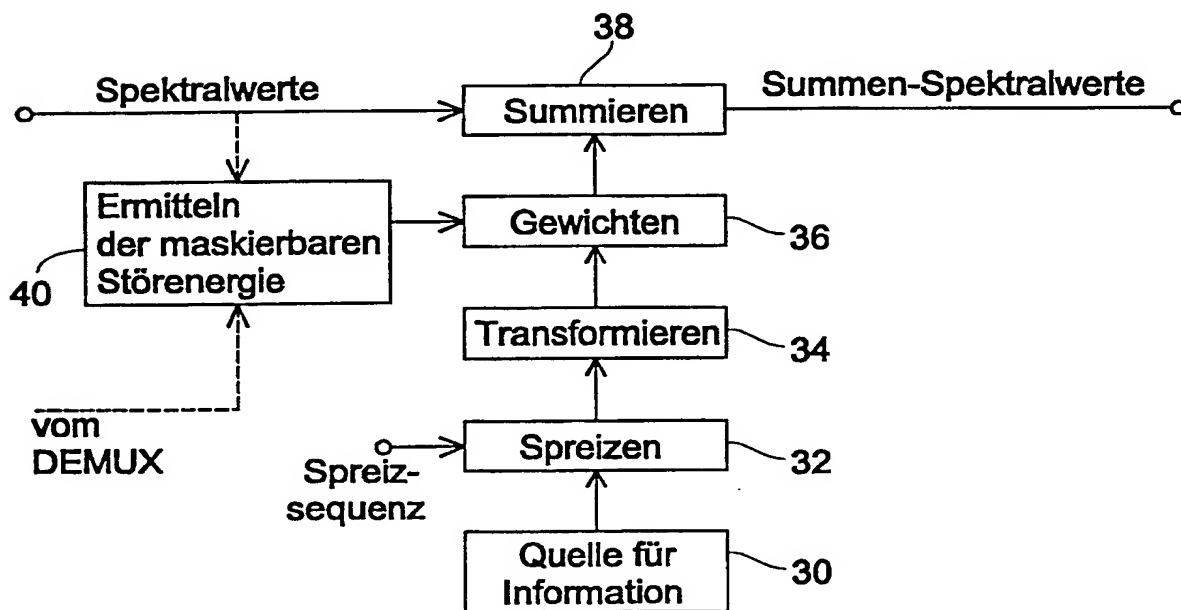 38
Spektralwerte
Summieren
Summen-Spektralwerte
Ermitteln
der maskierbaren
Störenergie
40
Gewichten
36
Transformieren
34
vom
DEMUX
Spreiz-
sequenz
Spreizen
32
Quelle für
Information
30